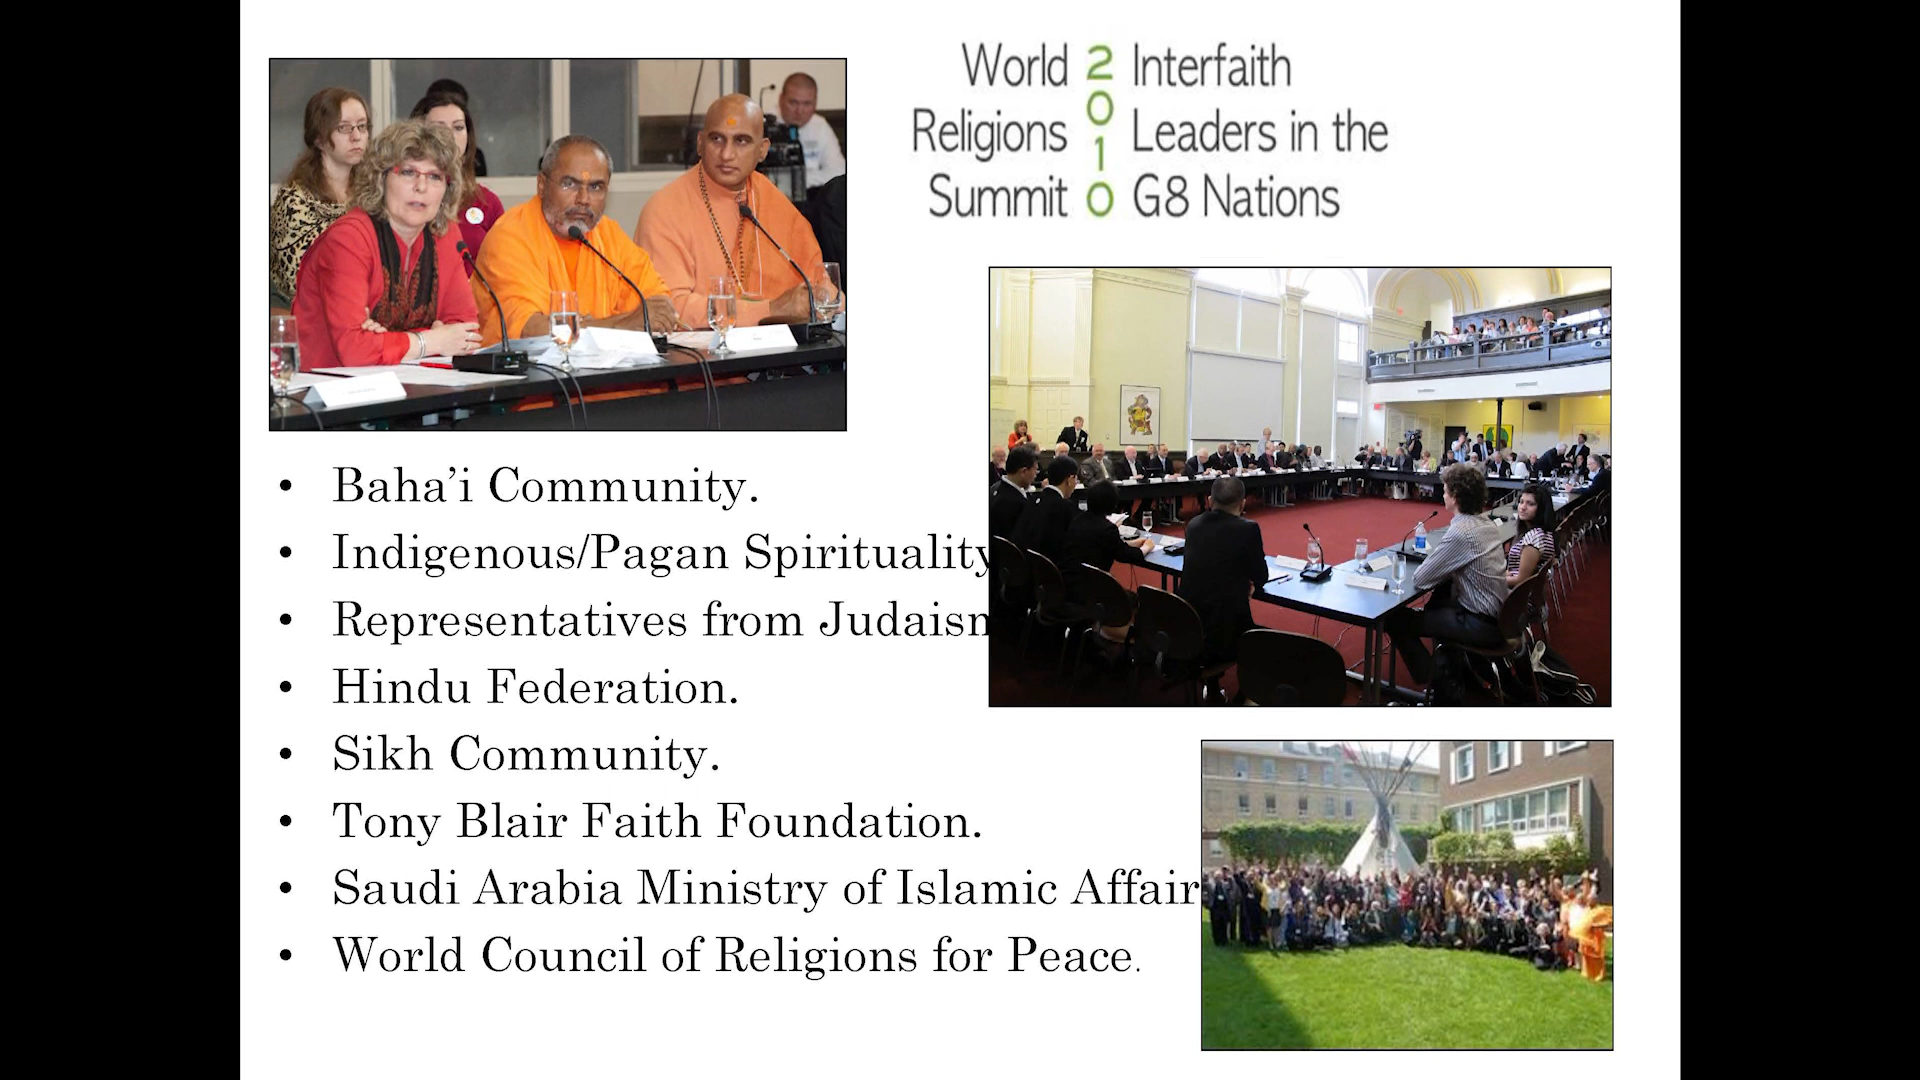 World 2010 Interfaith
Religions Leaders in the
Summit G8 Nations
• Baha’i Community.
• Indigenous/Pagan Spirituality
• Representatives from Judaism
• Hindu Federation.
• Sikh Community.
• Tony Blair Faith Foundation.
• Saudi Arabia Ministry of Islamic Affair
• World Council of Religions for Peace.